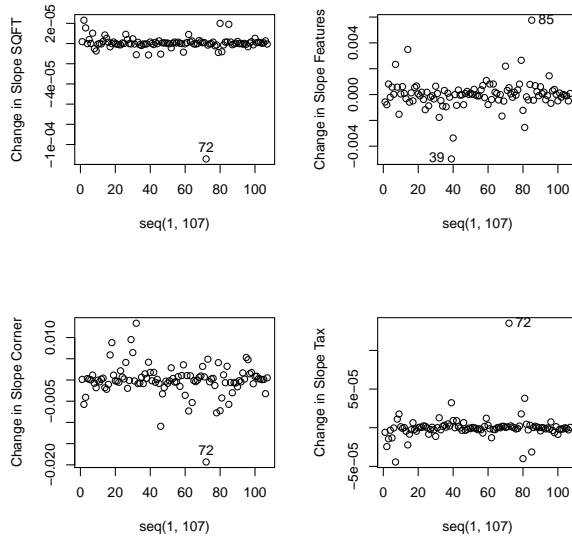 Change in Slope SQFT
2e-05
-4e-05
-1e-04
72
0 20 40 60 80 100
seq(1, 107)
Change in Slope Features
0.004
0.000
-0.004
85
39
0 20 40 60 80 100
seq(1, 107)
Change in Slope Corner
0.010
-0.005
-0.020
72
0 20 40 60 80 100
seq(1, 107)
Change in Slope Tax
5e-05
-5e-05
72
0 20 40 60 80 100
seq(1, 107)